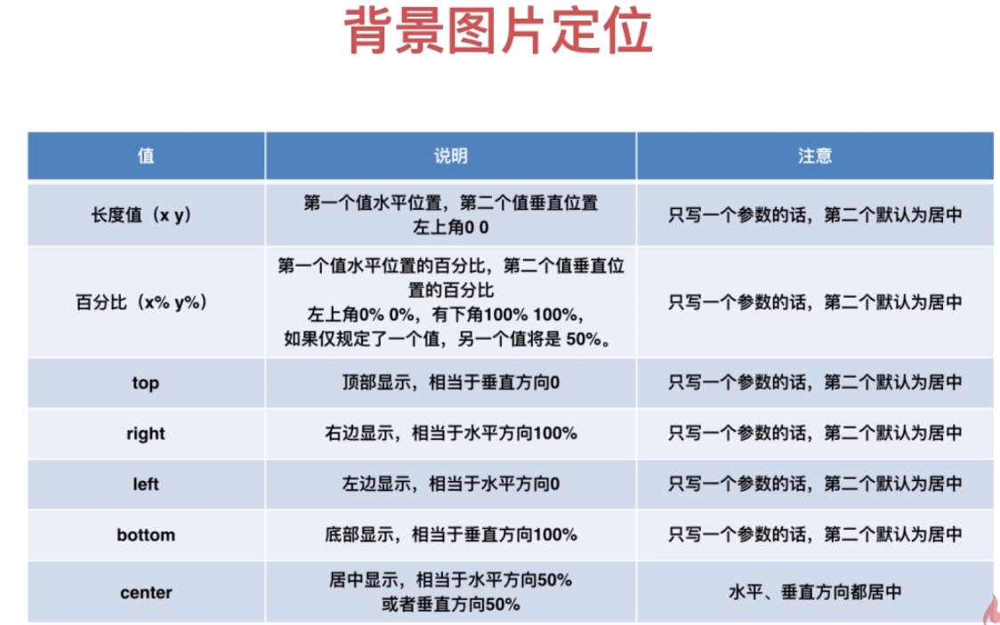 背景图片定位
值
说明
注意
长度值（x y）
第一个值水平位置，第二个值垂直位置
左上角0 0
只写一个参数的话，第二个默认为居中
百分比（x% y%）
第一个值水平位置的百分比，第二个值垂直位
置的百分比
左上角0% 0%，有下角100% 100%，
如果仅规定了一个值，另一个值将是 50%。
只写一个参数的话，第二个默认为居中
top
顶部显示，相当于垂直方向0
只写一个参数的话，第二个默认为居中
right
右边显示，相当于水平方向100%
只写一个参数的话，第二个默认为居中
left
左边显示，相当于水平方向0
只写一个参数的话，第二个默认为居中
bottom
底部显示，相当于垂直方向100%
只写一个参数的话，第二个默认为居中
center
居中显示，相当于水平方向50%
或者垂直方向50%
水平、垂直方向都居中